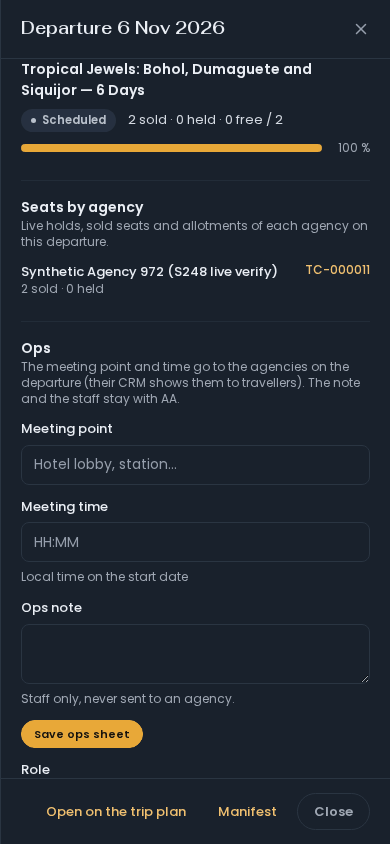 Departure 6 Nov 2026
Tropical Jewels: Bohol, Dumaguete and
Siquijor — 6 Days
Scheduled
2 sold · 0 held · 0 free / 2
100 %
Seats by agency
Live holds, sold seats and allotments of each agency on
this departure.
Synthetic Agency 972 (S248 live verify)
TC-000011
2 sold · 0 held
Ops
The meeting point and time go to the agencies on the
departure (their CRM shows them to travellers). The note
and the staff stay with AA.
Meeting point
Hotel lobby, station...
Meeting time
HH:MM
Local time on the start date
Ops note
Staff only, never sent to an agency.
Save ops sheet
Role
Open on the trip plan
Manifest
Close